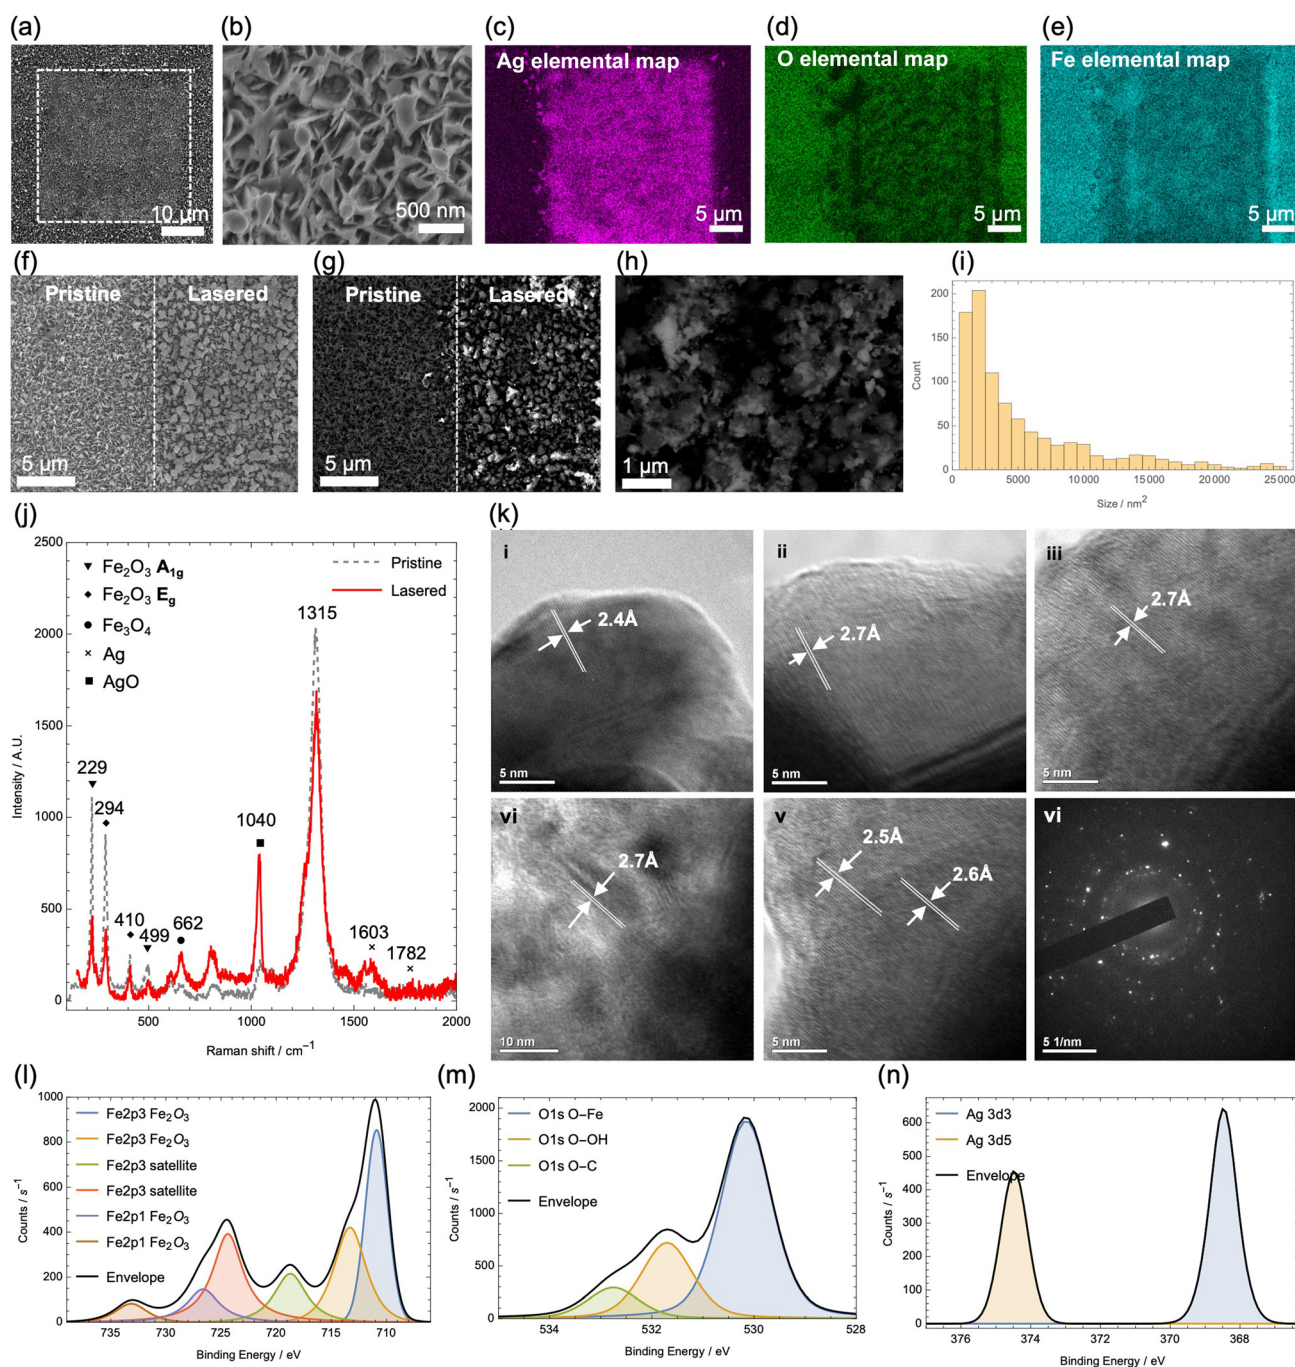 (a)
10 µm
(b)
500 nm
(c)
Ag elemental map
5 µm
(d)
O elemental map
5 µm
(e)
Fe elemental map
5 µm
(f)
Pristine Lasered
5 µm
(g)
Pristine Lasered
5 µm
(h)
1 µm
(i)
200
150
100
50
0
Count
0 5000 10 000 15 000 20 000 25 000
Size / nm²
(j)
2500
2000
1500
1000
500
0
Intensity / A.U.
▼ Fe₂O₃ A₁g
◆ Fe₂O₃ Eg
● Fe₃O₄
× Ag
■ AgO
Pristine
Lasered
1315
229
294
1040
410
499
662
1603
1782
500 1000 1500 2000
Raman shift / cm⁻¹
(k)
i
2.4Å
5 nm
ii
2.7Å
5 nm
iii
2.7Å
5 nm
vi
2.7Å
10 nm
v
2.5Å
2.6Å
5 nm
vi
5 1/nm
(l)
1000
800
600
400
200
0
Counts / s⁻¹
Fe2p3 Fe₂O₃
Fe2p3 Fe₂O₃
Fe2p3 satellite
Fe2p3 satellite
Fe2p1 Fe₂O₃
Fe2p1 Fe₂O₃
Envelope
735 730 725 720 715 710
Binding Energy / eV
(m)
2000
1500
1000
500
0
Counts / s⁻¹
O1s O–Fe
O1s O–OH
O1s O–C
Envelope
534 532 530 528
Binding Energy / eV
(n)
600
500
400
300
200
100
0
Counts / s⁻¹
Ag 3d3
Ag 3d5
Envelope
376 374 372 370 368
Binding Energy / eV